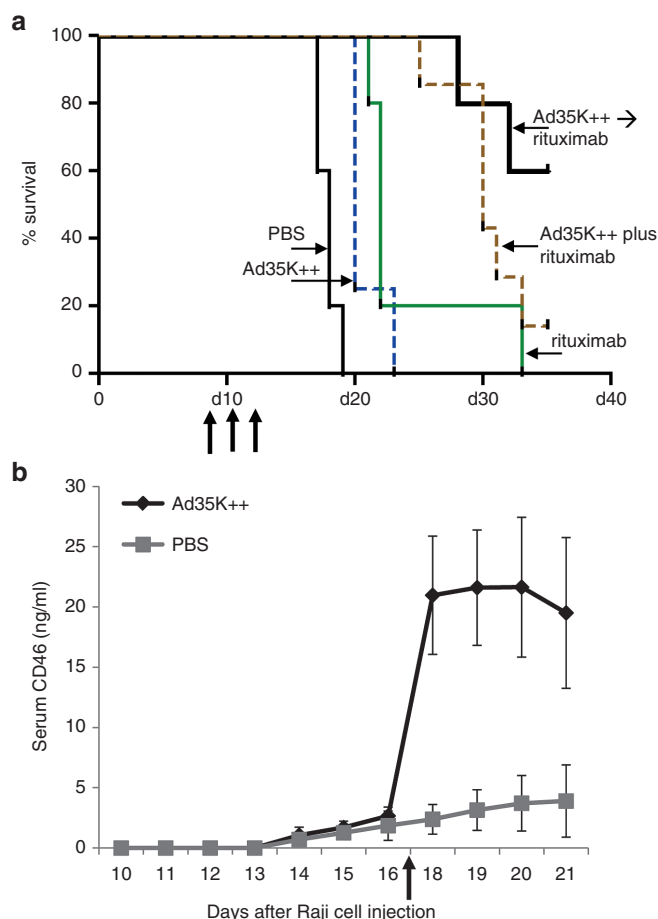 a
100
80
60
40
20
0
% survival
PBS
Ad35K++
Ad35K++ →
rituximab
Ad35K++ plus
rituximab
rituximab
0
d10
d20
d30
d40
b
30
25
20
15
10
5
0
Serum CD46 (ng/ml)
Ad35K++
PBS
10 11 12 13 14 15 16 18 19 20 21
Days after Raji cell injection